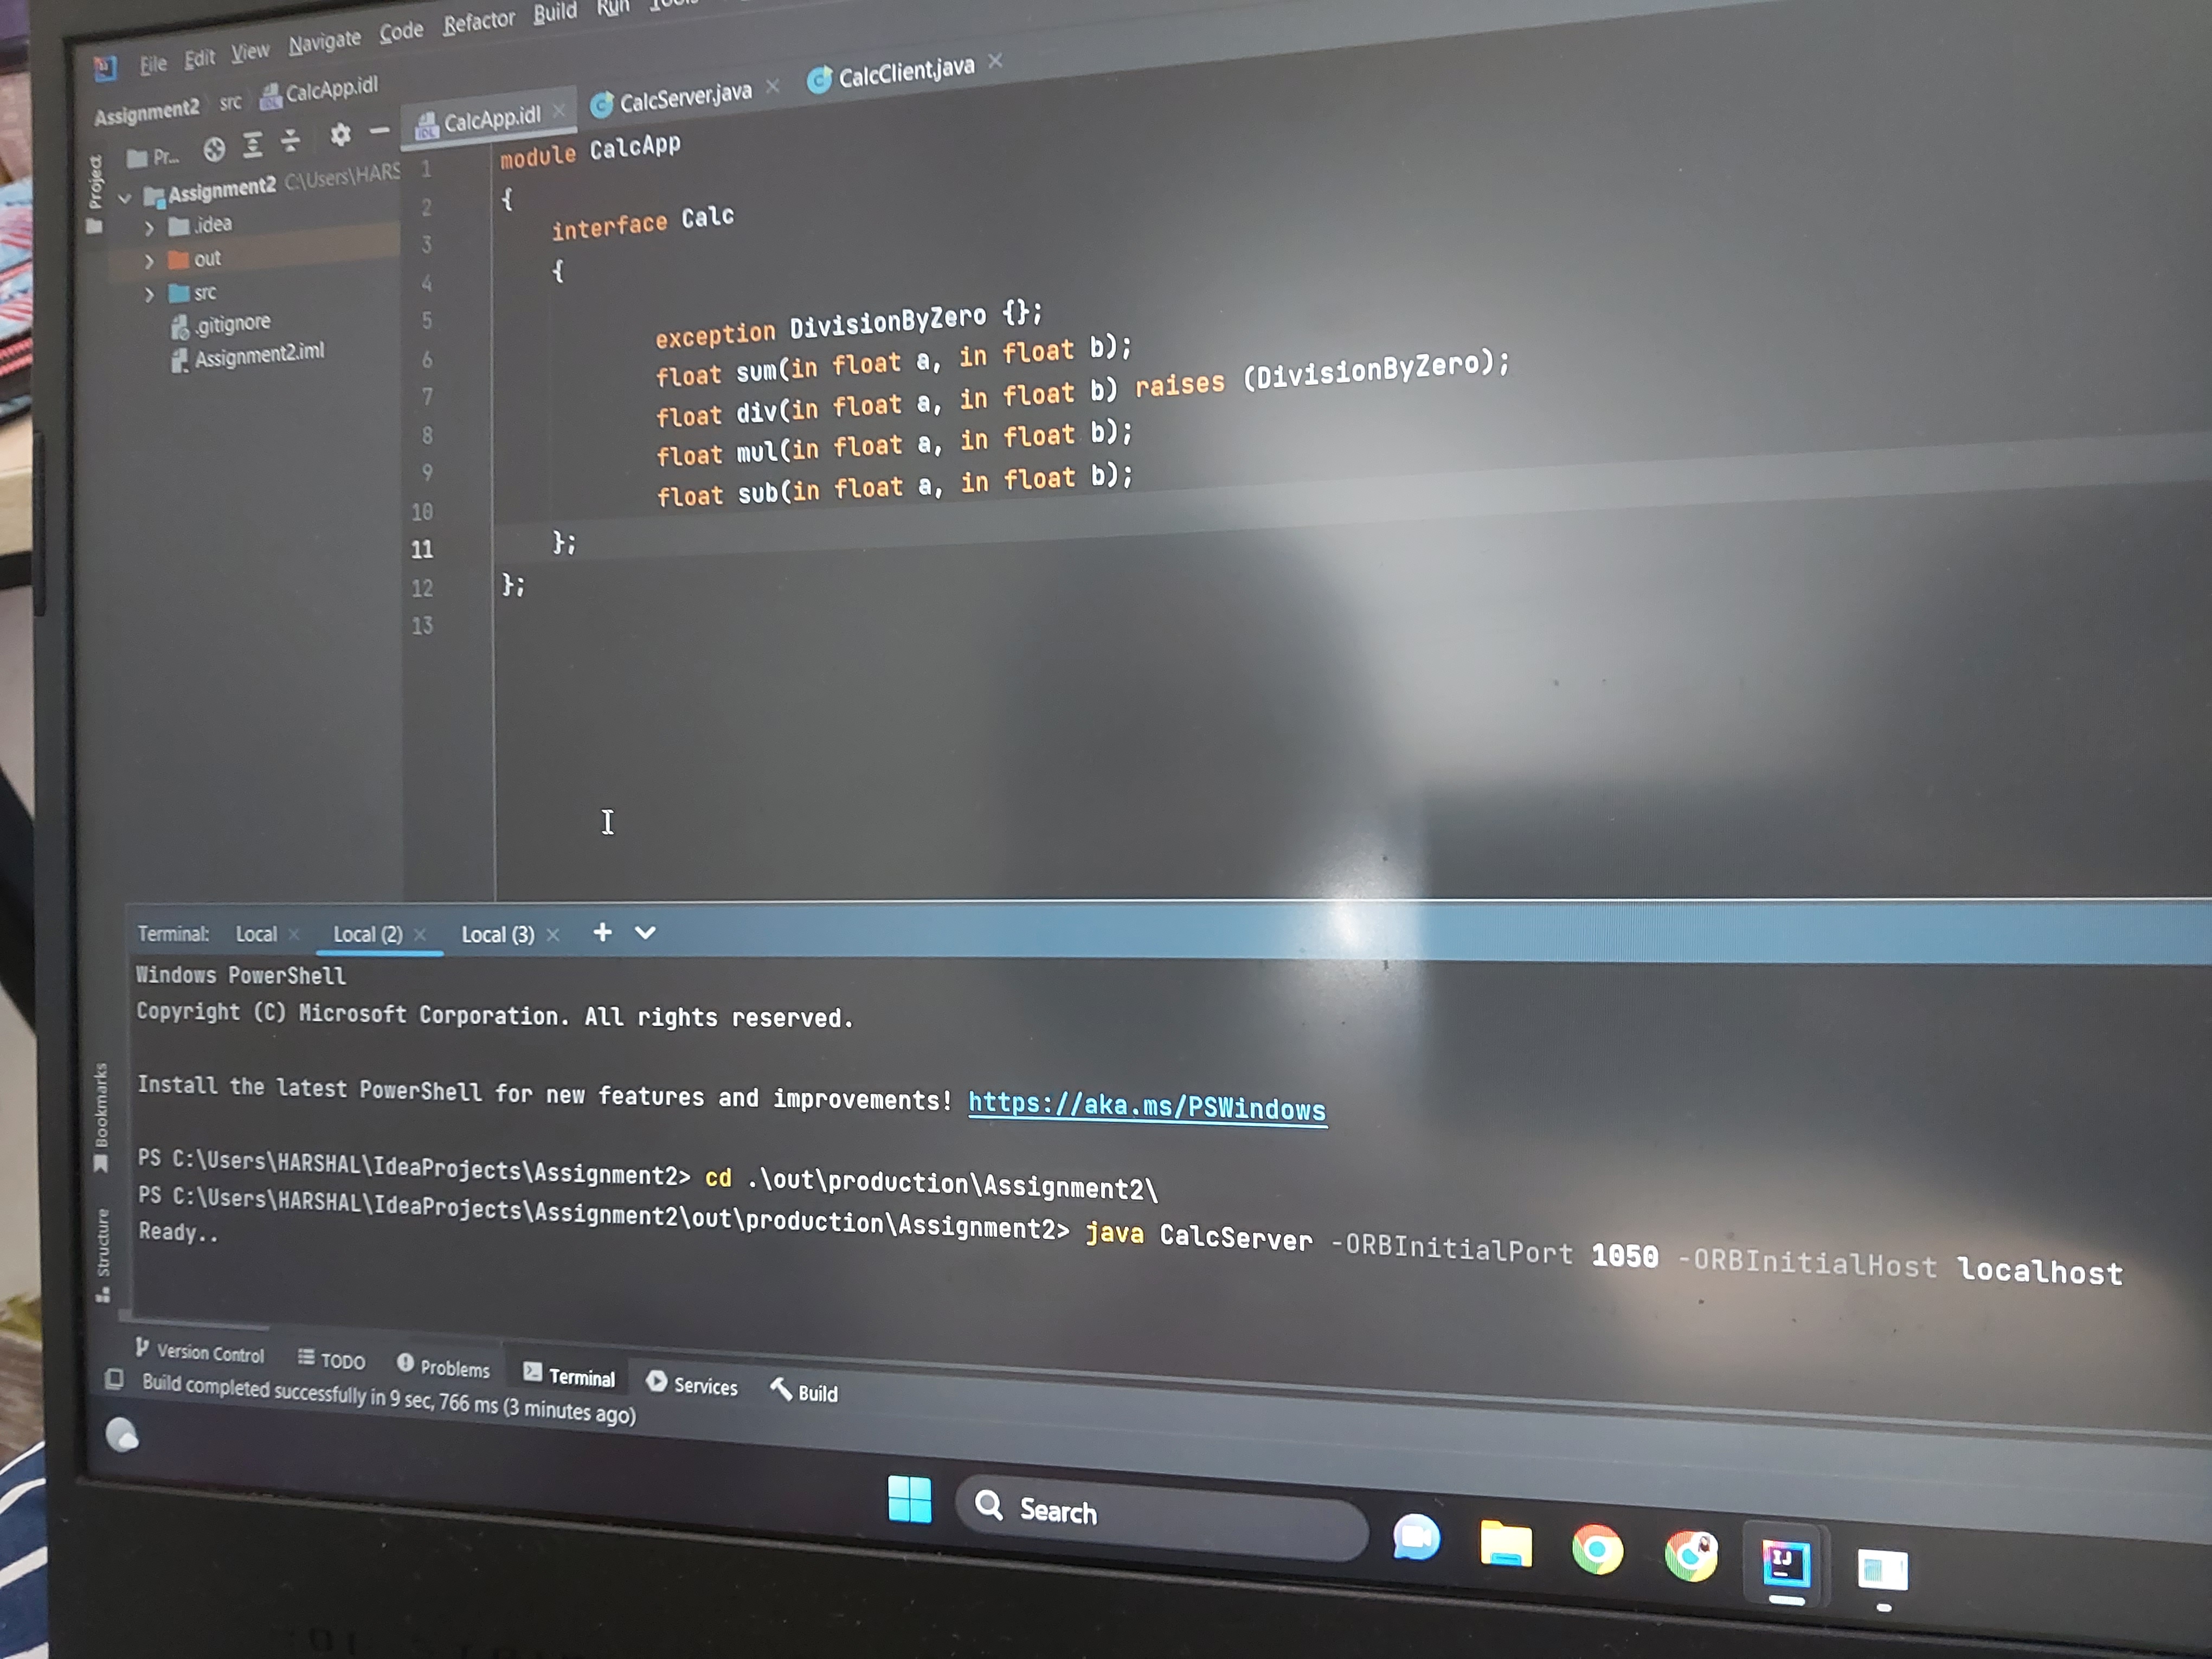 File Edit View Navigate Code Refactor Build Run
Assignment2 src CalcApp.idl
CalcApp.idl CalcServer.java CalcClient.java
Project
Pr...
Assignment2 C:\Users\HARS
.idea
out
src
.gitignore
Assignment2.iml
1 module CalcApp
2 {
3 interface Calc
4 {
5 exception DivisionByZero {};
6 float sum(in float a, in float b);
7 float div(in float a, in float b) raises (DivisionByZero);
8 float mul(in float a, in float b);
9 float sub(in float a, in float b);
10
11 };
12 };
13
Terminal: Local Local (2) Local (3)
Windows PowerShell
Copyright (C) Microsoft Corporation. All rights reserved.
Install the latest PowerShell for new features and improvements! https://aka.ms/PSWindows
PS C:\Users\HARSHAL\IdeaProjects\Assignment2> cd .\out\production\Assignment2\
PS C:\Users\HARSHAL\IdeaProjects\Assignment2\out\production\Assignment2> java CalcServer -ORBInitialPort 1050 -ORBInitialHost localhost
Ready..
Bookmarks
Structure
Version Control TODO Problems Terminal Services Build
Build completed successfully in 9 sec, 766 ms (3 minutes ago)
Search
IJ